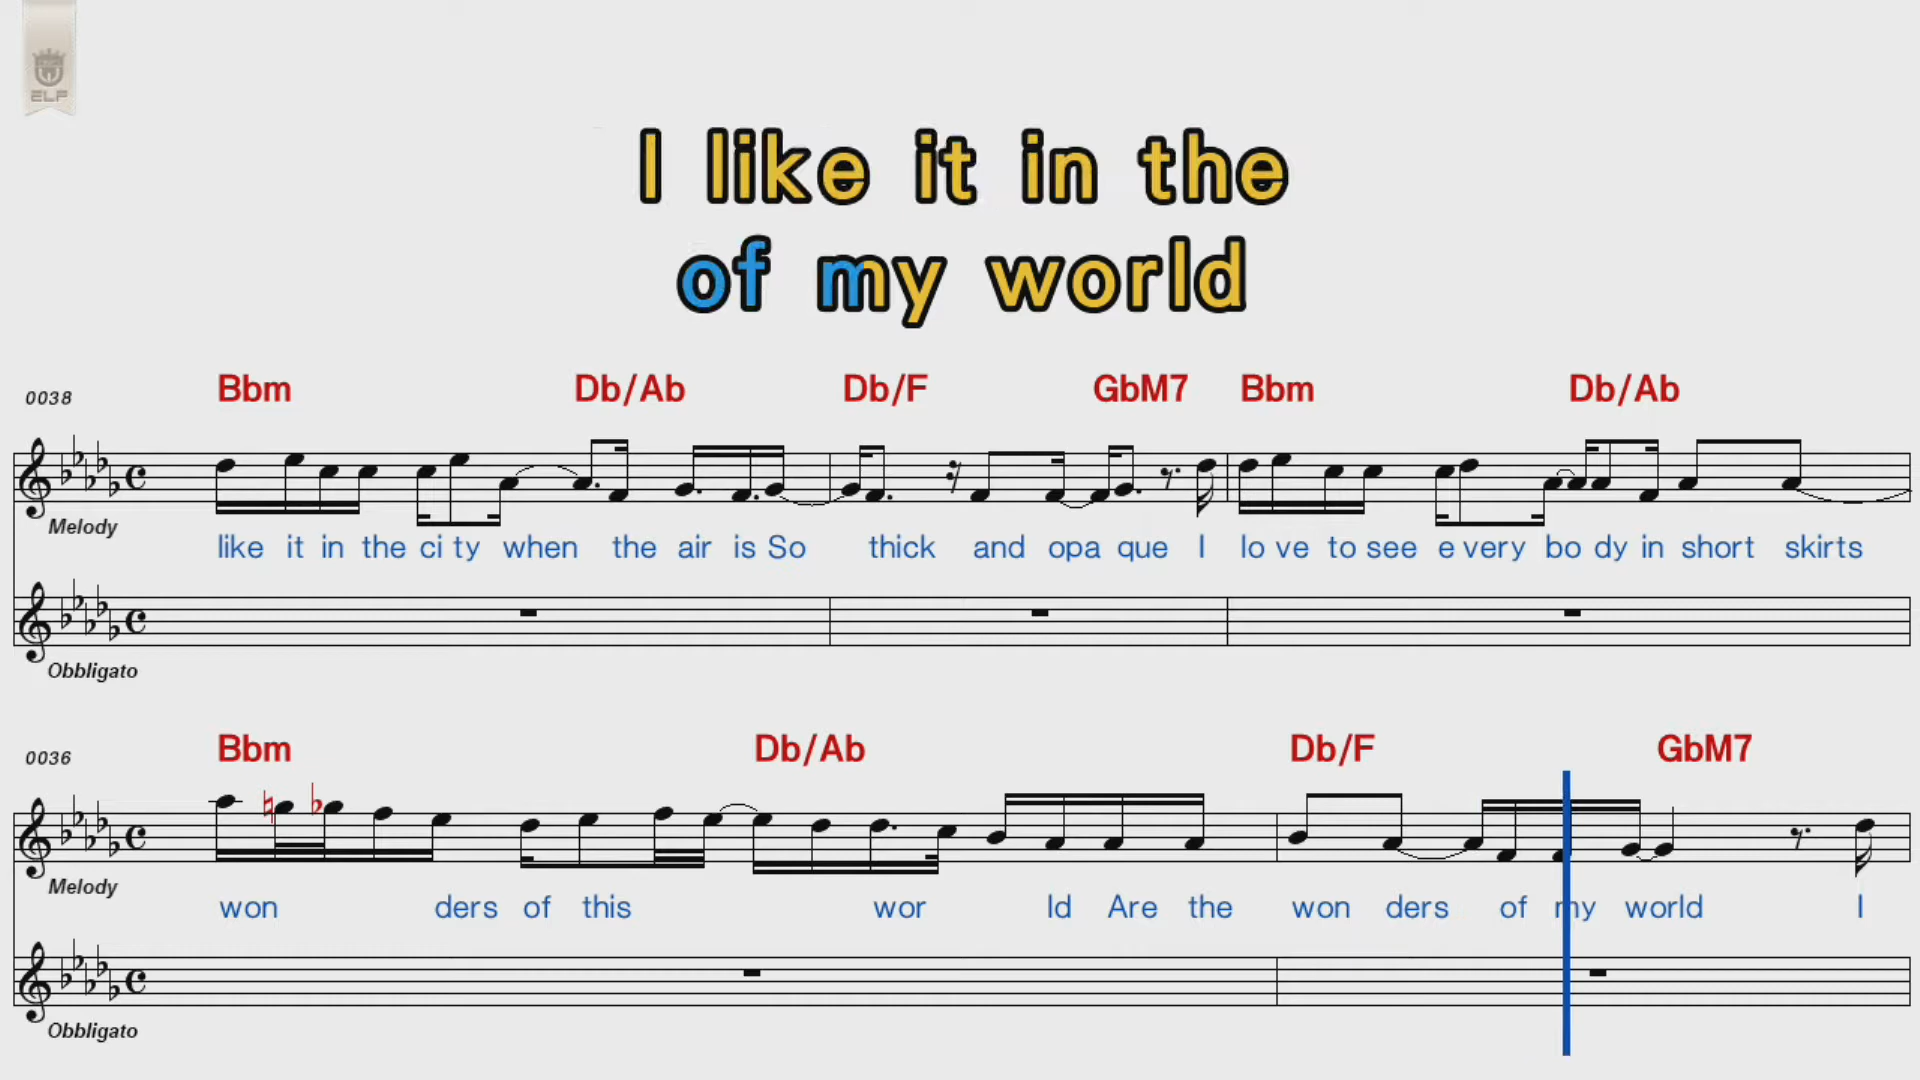 ELF
I like it in the
of my world
Bbm Db/Ab Db/F GbM7 Bbm Db/Ab
0038
Melody
like it in the ci ty when the air is So thick and opa que I lo ve to see e very bo dy in short skirts
Obbligato
Bbm Db/Ab Db/F GbM7
0036
Melody
won ders of this wor ld Are the won ders of my world I
Obbligato